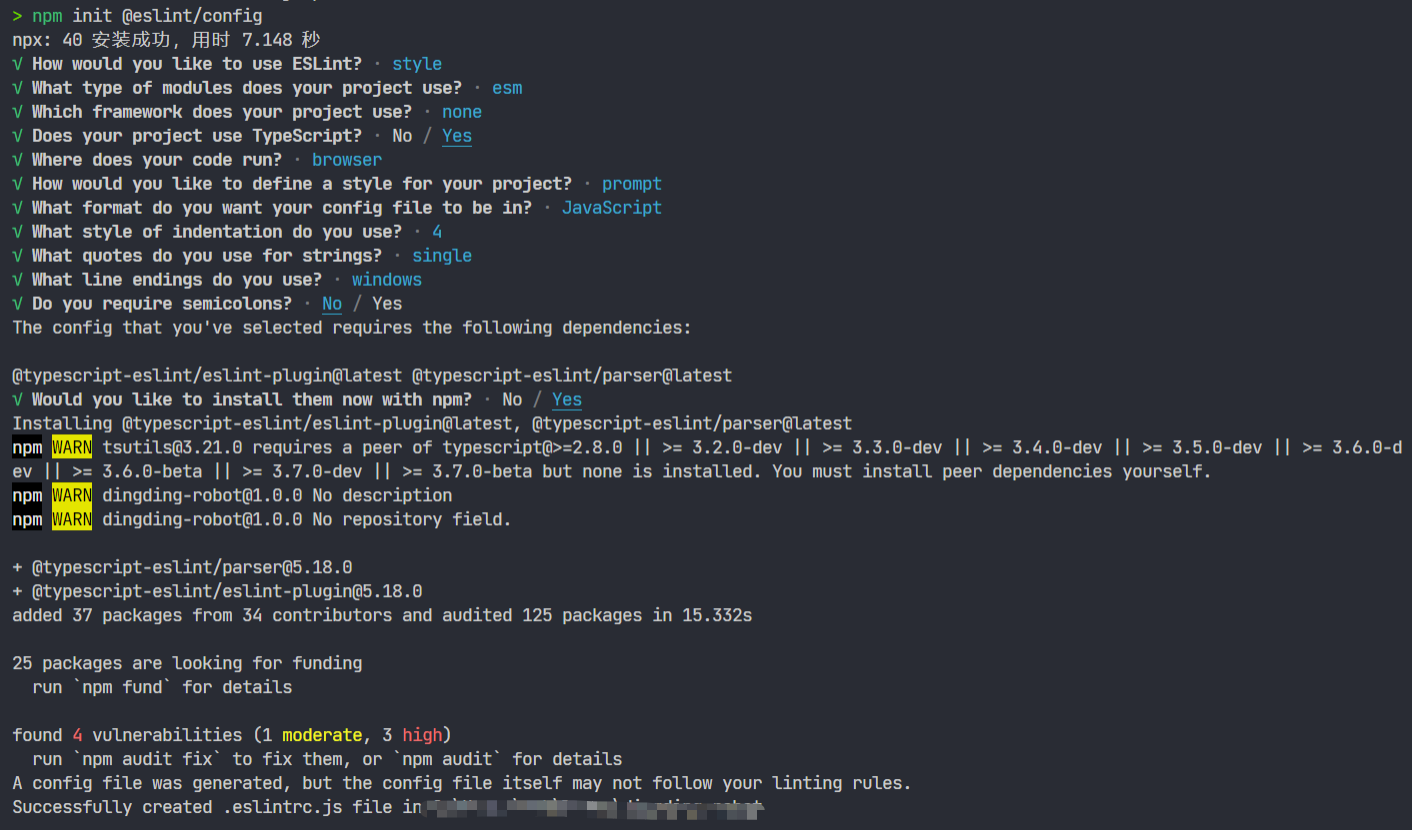 > npm init @eslint/config
npx: 40 安装成功，用时 7.148 秒
√ How would you like to use ESLint? · style
√ What type of modules does your project use? · esm
√ Which framework does your project use? · none
√ Does your project use TypeScript? · No / Yes
√ Where does your code run? · browser
√ How would you like to define a style for your project? · prompt
√ What format do you want your config file to be in? · JavaScript
√ What style of indentation do you use? · 4
√ What quotes do you use for strings? · single
√ What line endings do you use? · windows
√ Do you require semicolons? · No / Yes
The config that you've selected requires the following dependencies:
@typescript-eslint/eslint-plugin@latest @typescript-eslint/parser@latest
√ Would you like to install them now with npm? · No / Yes
Installing @typescript-eslint/eslint-plugin@latest, @typescript-eslint/parser@latest
npm WARN tsutils@3.21.0 requires a peer of typescript@>=2.8.0 || >= 3.2.0-dev || >= 3.3.0-dev || >= 3.4.0-dev || >= 3.5.0-dev || >= 3.6.0-d
ev || >= 3.6.0-beta || >= 3.7.0-dev || >= 3.7.0-beta but none is installed. You must install peer dependencies yourself.
npm WARN dingding-robot@1.0.0 No description
npm WARN dingding-robot@1.0.0 No repository field.
+ @typescript-eslint/parser@5.18.0
+ @typescript-eslint/eslint-plugin@5.18.0
added 37 packages from 34 contributors and audited 125 packages in 15.332s
25 packages are looking for funding
run `npm fund` for details
found 4 vulnerabilities (1 moderate, 3 high)
run `npm audit fix` to fix them, or `npm audit` for details
A config file was generated, but the config file itself may not follow your linting rules.
Successfully created .eslintrc.js file in